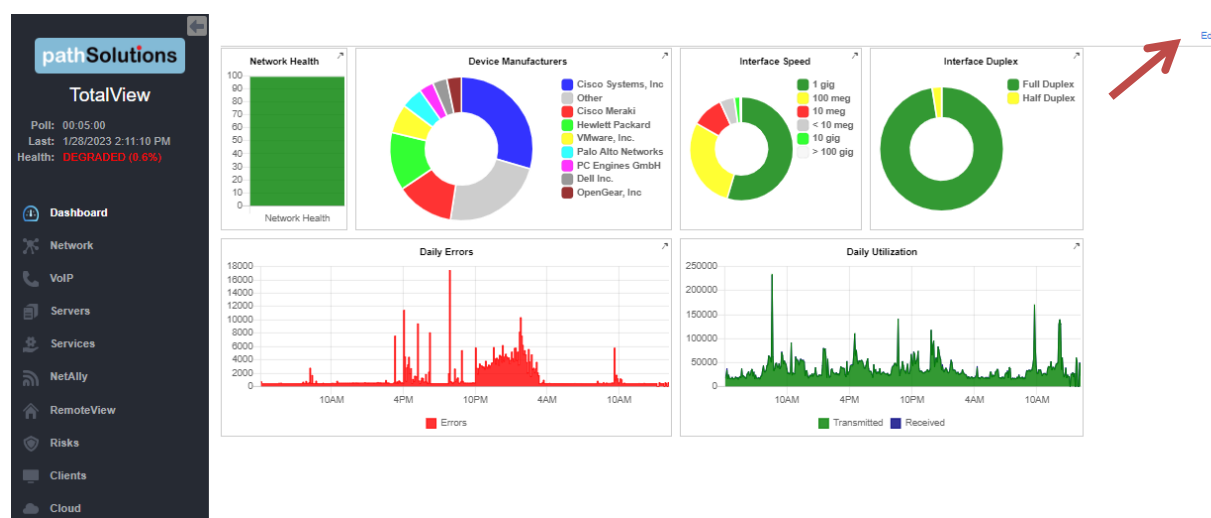 pathSolutions
TotalView
Poll: 00:05:00
Last: 1/28/2023 2:11:10 PM
Health: DEGRADED (0.6%)
Dashboard
Network
VoIP
Servers
Services
NetAlly
RemoteView
Risks
Clients
Cloud
Network Health
100
90
80
70
60
50
40
30
20
10
0
Network Health
Device Manufacturers
Cisco Systems, Inc
Other
Cisco Meraki
Hewlett Packard
VMware, Inc.
Palo Alto Networks
PC Engines GmbH
Dell Inc.
OpenGear, Inc
Interface Speed
1 gig
100 meg
10 meg
< 10 meg
10 gig
> 100 gig
Interface Duplex
Full Duplex
Half Duplex
Daily Errors
18000
16000
14000
12000
10000
8000
6000
4000
2000
0
10AM 4PM 10PM 4AM 10AM
Errors
Daily Utilization
250000
200000
150000
100000
50000
0
10AM 4PM 10PM 4AM 10AM
Transmitted Received